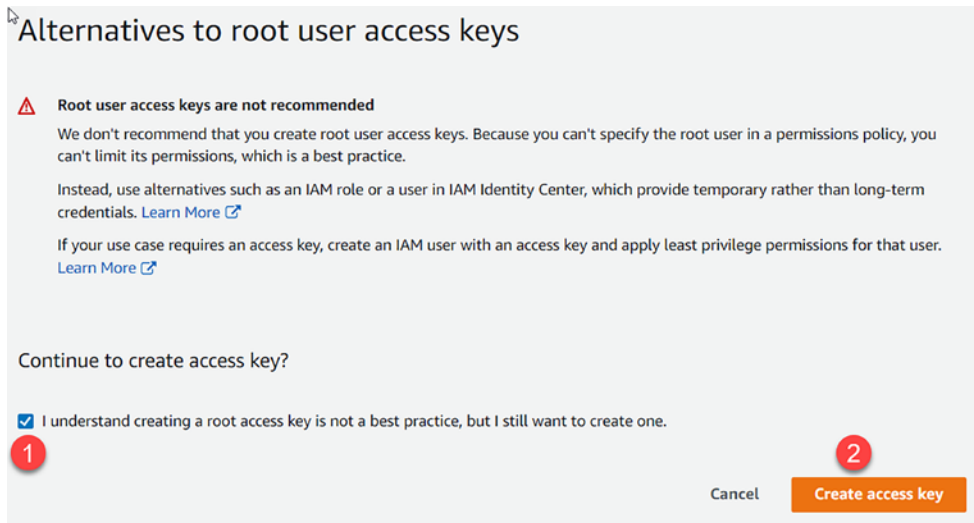 Alternatives to root user access keys
Root user access keys are not recommended
We don't recommend that you create root user access keys. Because you can't specify the root user in a permissions policy, you
can't limit its permissions, which is a best practice.
Instead, use alternatives such as an IAM role or a user in IAM Identity Center, which provide temporary rather than long-term
credentials. Learn More
If your use case requires an access key, create an IAM user with an access key and apply least privilege permissions for that user.
Learn More
Continue to create access key?
I understand creating a root access key is not a best practice, but I still want to create one.
1
2
Cancel
Create access key